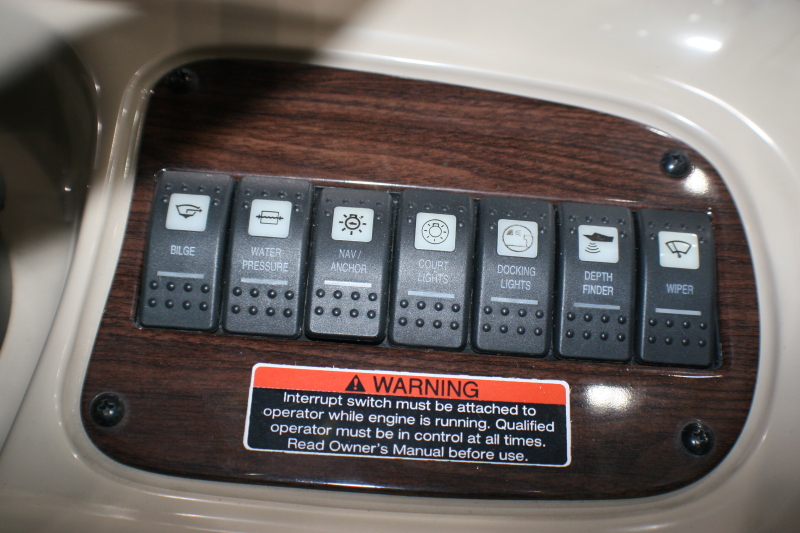 BILGE
WATER
PRESSURE
NAV/
ANCHOR
COURT
LIGHTS
DOCKING
LIGHTS
DEPTH
FINDER
WIPER
WARNING
Interrupt switch must be attached to
operator while engine is running. Qualified
operator must be in control at all times.
Read Owner's Manual before use.